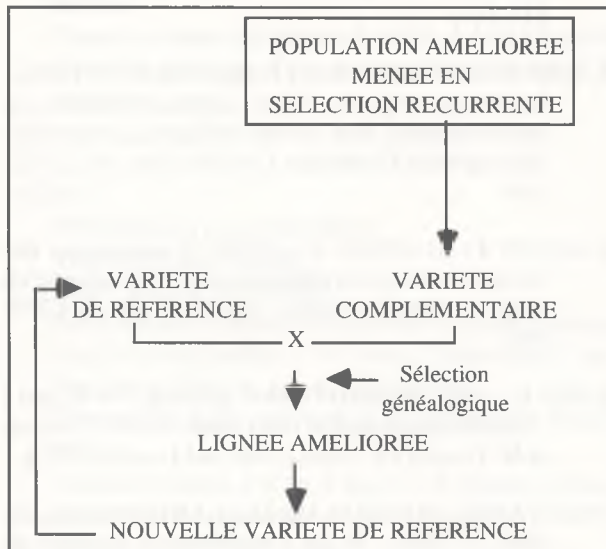 POPULATION AMELIOREE
MENEE EN
SELECTION RECURRENTE
VARIETE
DE REFERENCE
VARIETE
COMPLEMENTAIRE
X
Sélection
généalogique
LIGNEE AMELIOREE
NOUVELLE VARIETE DE REFERENCE